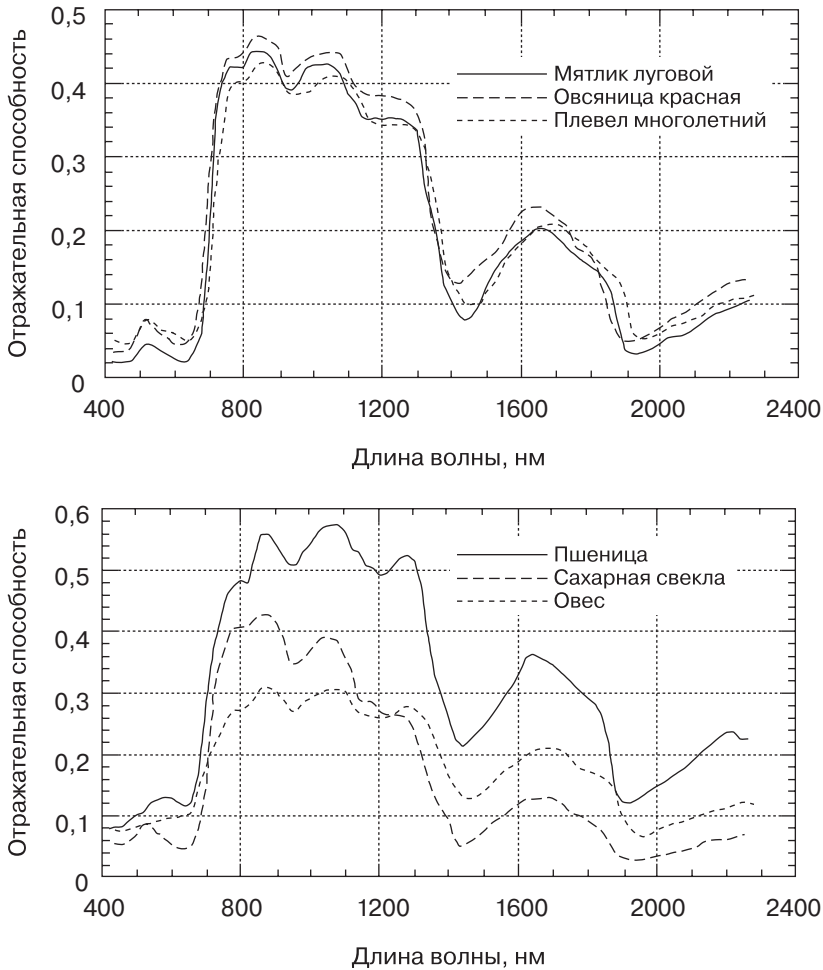 Отражательная способность
0,5
0,4
0,3
0,2
0,1
0
Мятлик луговой
Овсяница красная
Плевел многолетний
400 800 1200 1600 2000 2400
Длина волны, нм
Отражательная способность
0,6
0,5
0,4
0,3
0,2
0,1
0
Пшеница
Сахарная свекла
Овес
400 800 1200 1600 2000 2400
Длина волны, нм